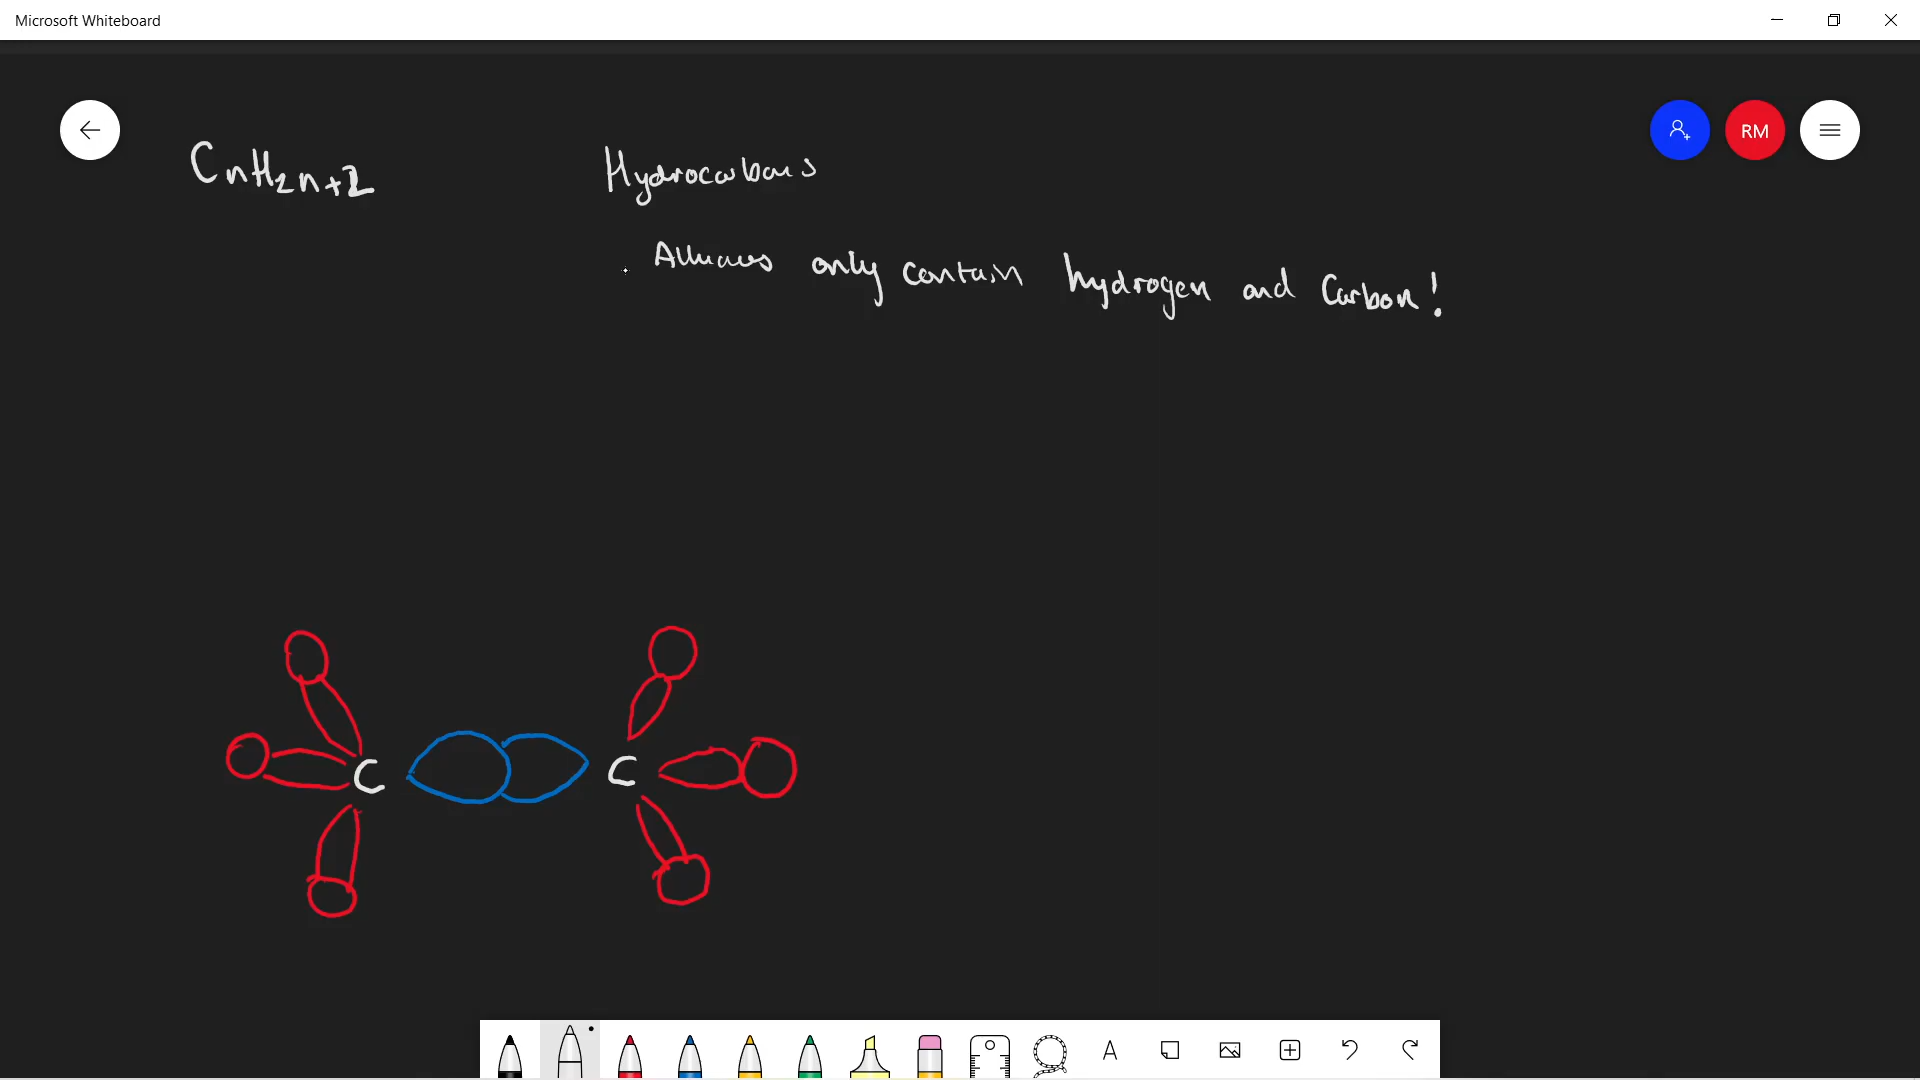 Microsoft Whiteboard
RM
CnH2n+2
Hydrocarbons
. Alkanes only contain hydrogen and Carbon!
C C
A